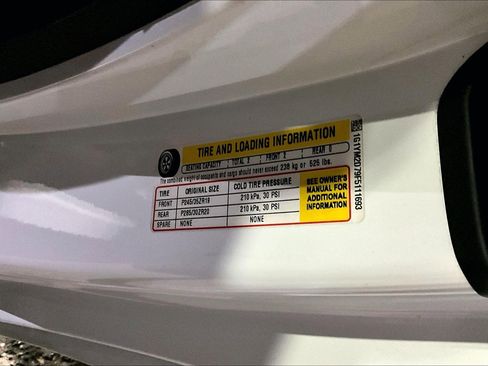 TIRE AND LOADING INFORMATION
SEATING CAPACITY TOTAL 2 FRONT 2 REAR 0
The combined weight of occupants and cargo should never exceed 238 kg or 525 lbs.
TIRE ORIGINAL SIZE COLD TIRE PRESSURE
FRONT P245/35ZR19 210 kPa, 30 PSI
REAR P285/30ZR20 210 kPa, 30 PSI
SPARE NONE NONE
SEE OWNER'S
MANUAL FOR
ADDITIONAL
INFORMATION
1G1YM2D79F5111693